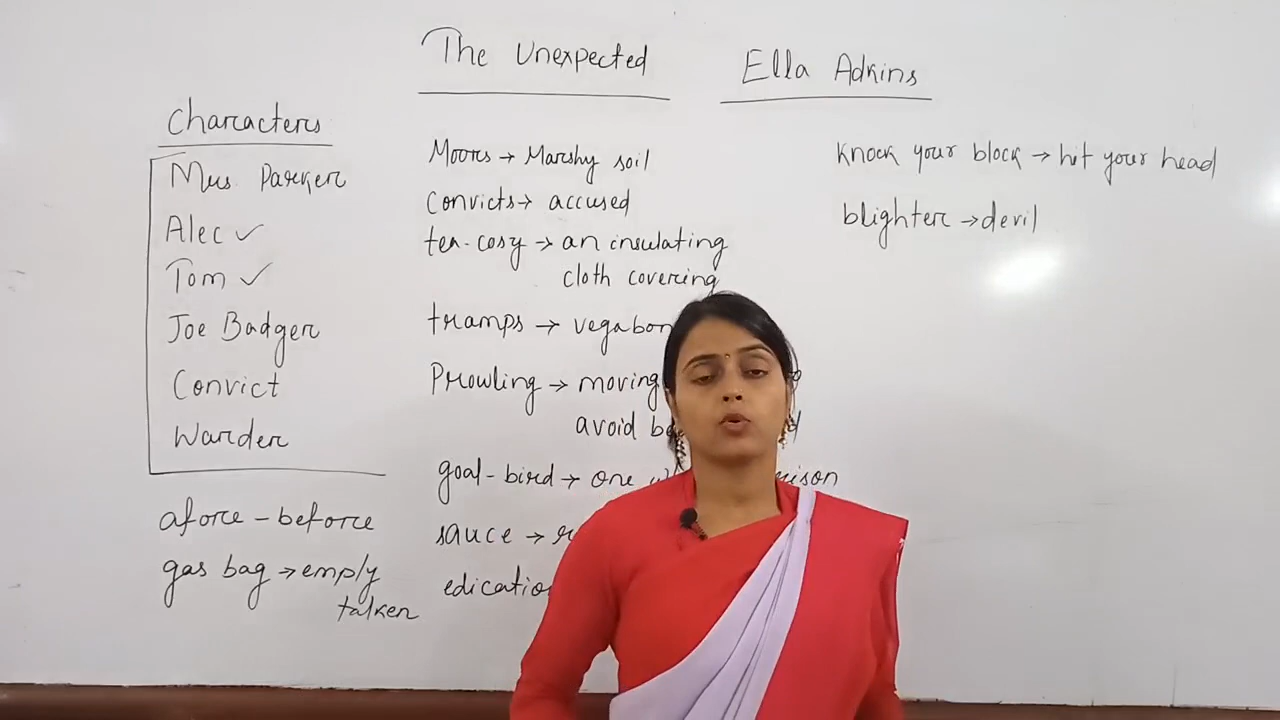 The Unexpected
Ella Adkins
Characters
Mrs. Parker
Alec ✓
Tom ✓
Joe Badger
Convict
Warder
afore - before
gas bag → empty
talker
Moors → Marshy soil
Convicts → accused
tea-cosy → an insulating
cloth covering
tramps →
Prowling → moving
avoid
goal-bird → one
sauce →
knock your block → hit your head
blighter → devil